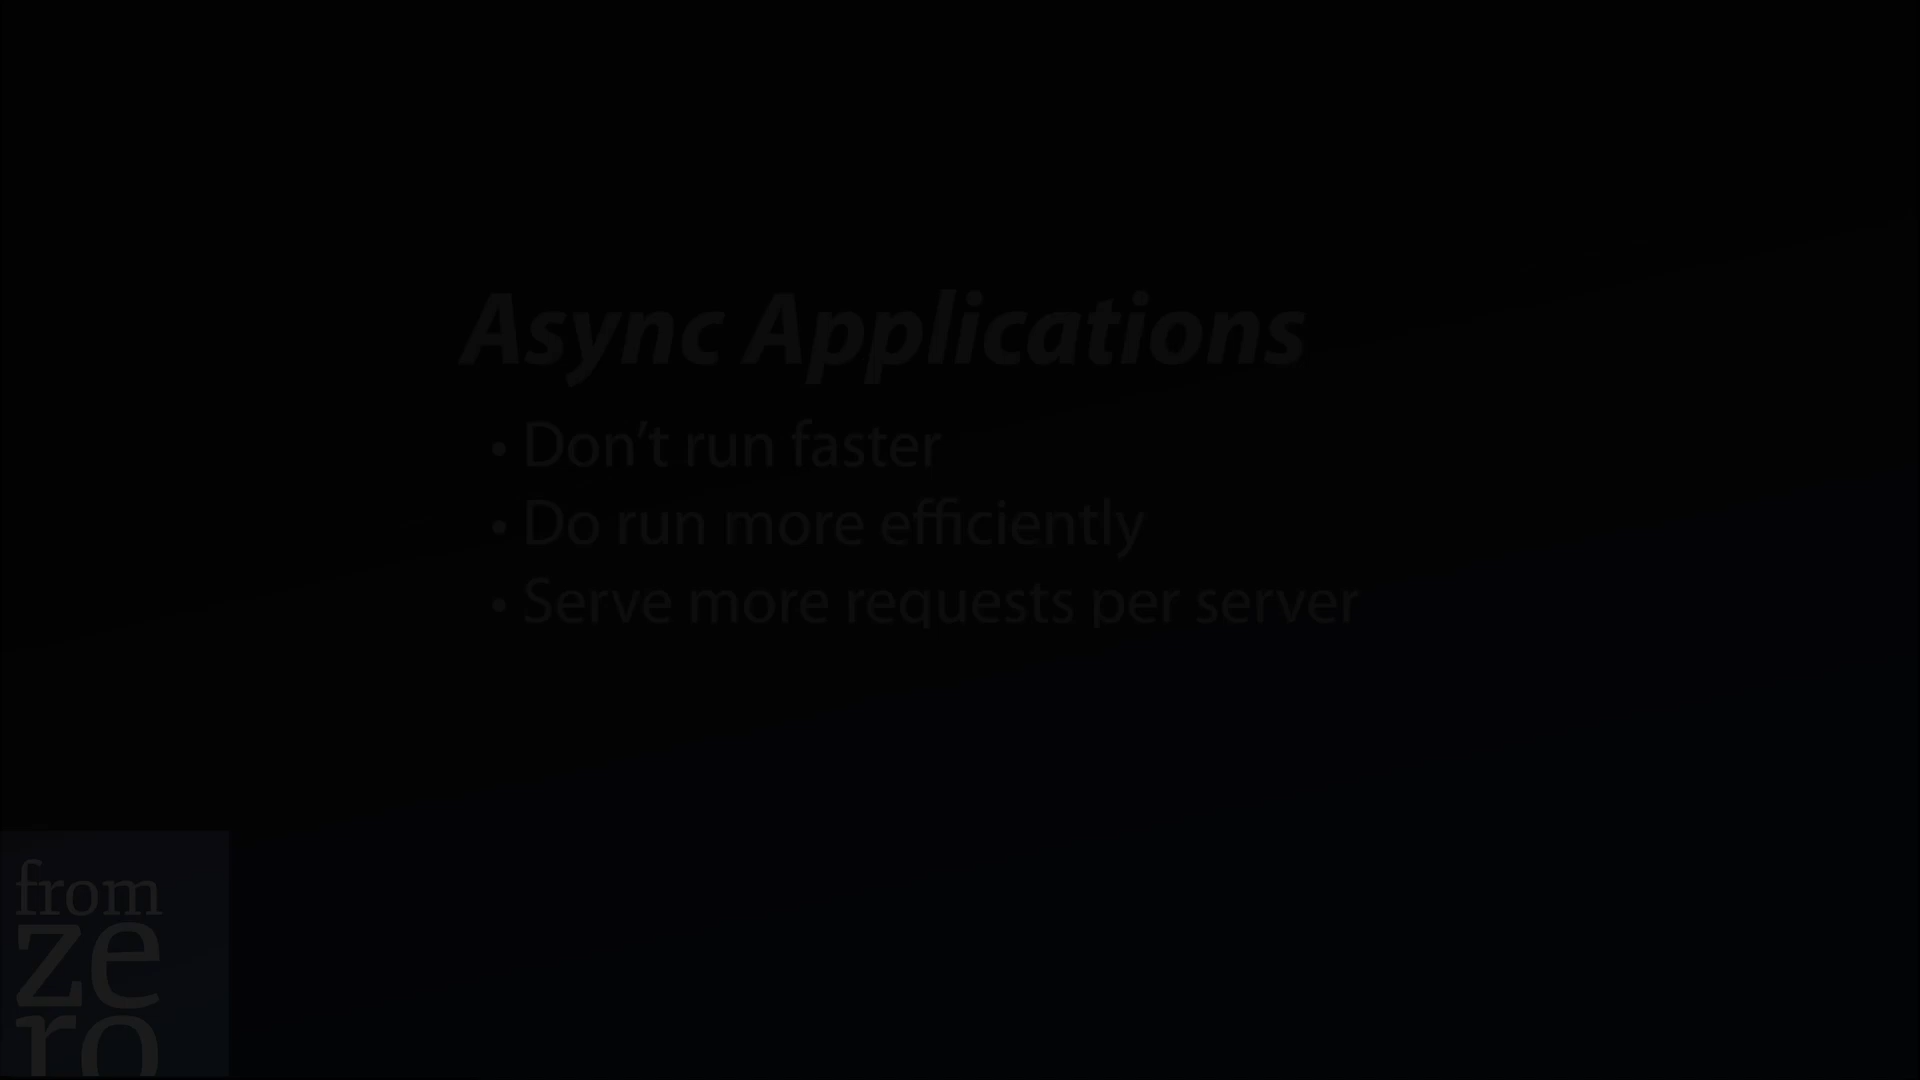 Async Applications
• Don’t run faster
• Do run more efficiently
• Serve more requests per server
from
ze
ro